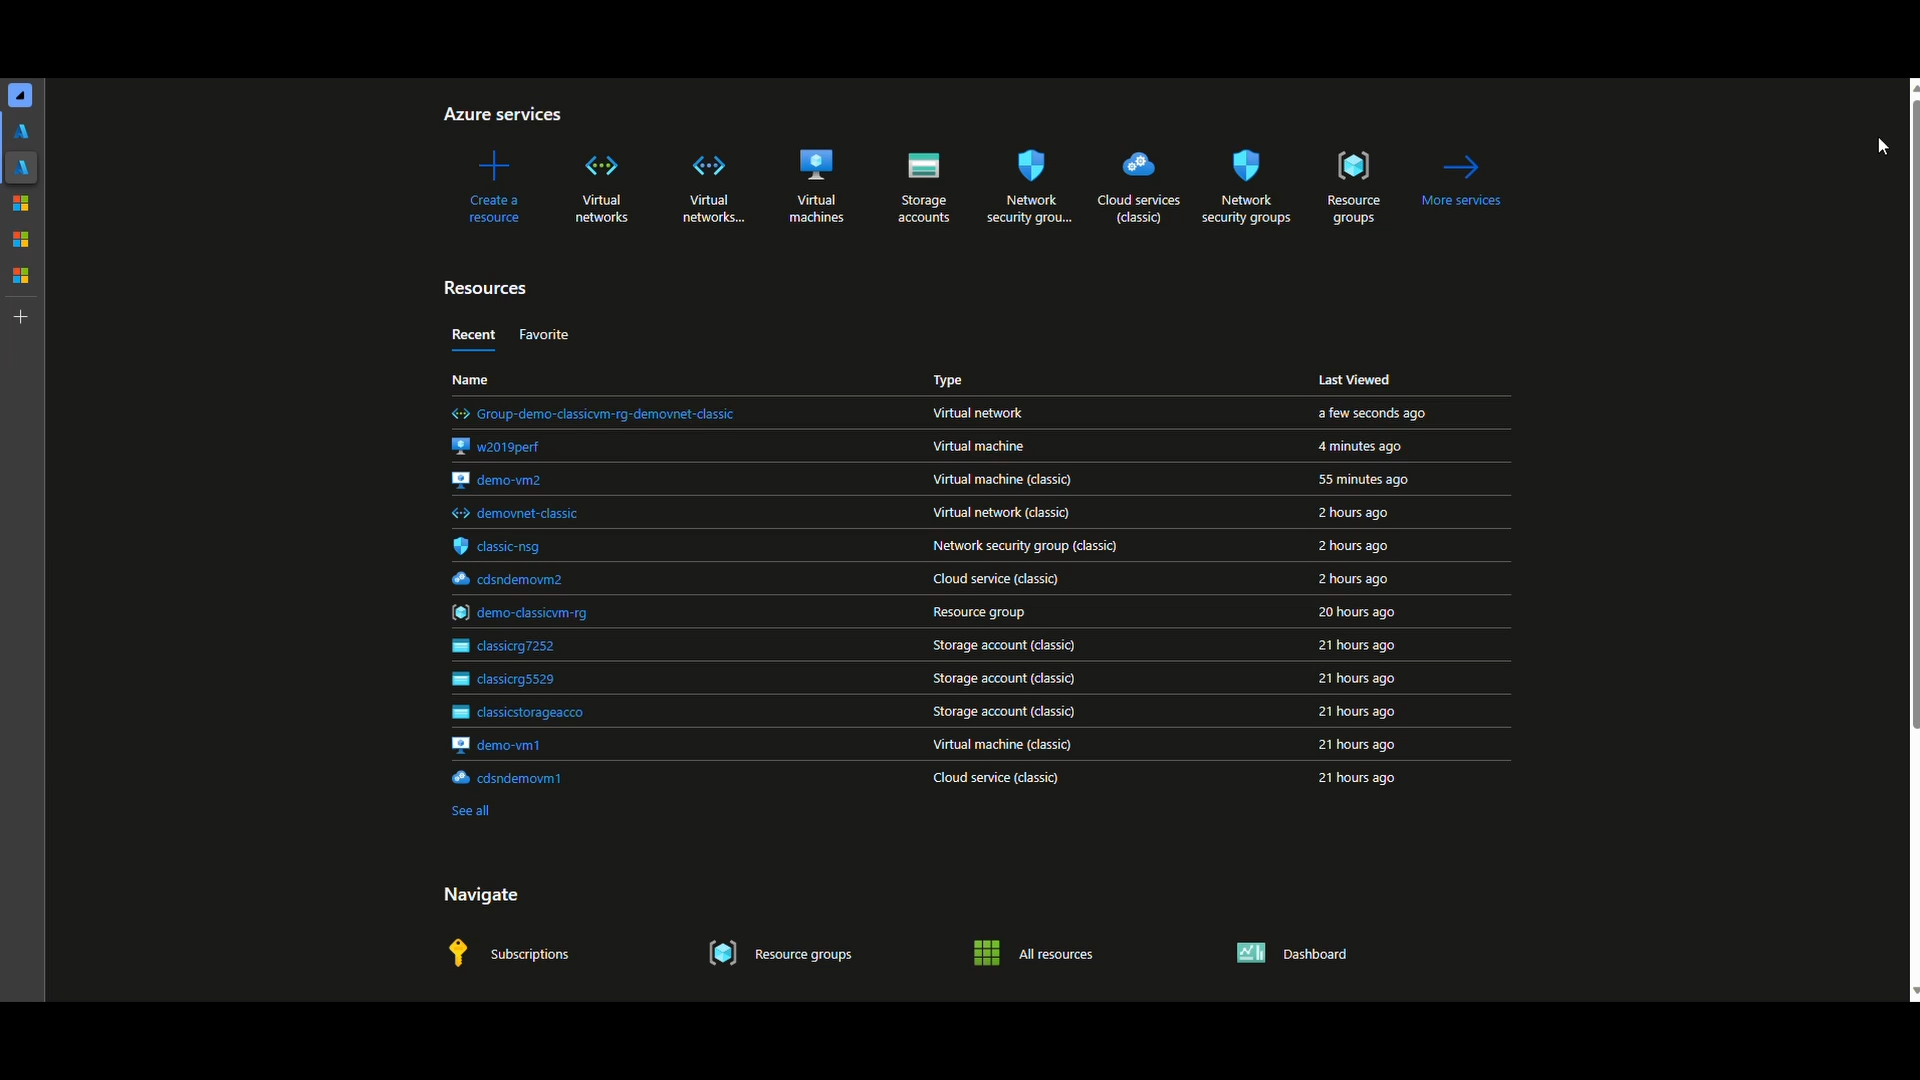 Azure services
Create a resource
Virtual networks
Virtual networks...
Virtual machines
Storage accounts
Network security grou...
Cloud services (classic)
Network security groups
Resource groups
More services
Resources
Recent Favorite
Name Type Last Viewed
Group-demo-classicvm-rg-demovnet-classic Virtual network a few seconds ago
w2019perf Virtual machine 4 minutes ago
demo-vm2 Virtual machine (classic) 55 minutes ago
demovnet-classic Virtual network (classic) 2 hours ago
classic-nsg Network security group (classic) 2 hours ago
cdsndemovm2 Cloud service (classic) 2 hours ago
demo-classicvm-rg Resource group 20 hours ago
classicrg7252 Storage account (classic) 21 hours ago
classicrg5529 Storage account (classic) 21 hours ago
classicstorageacco Storage account (classic) 21 hours ago
demo-vm1 Virtual machine (classic) 21 hours ago
cdsndemovm1 Cloud service (classic) 21 hours ago
See all
Navigate
Subscriptions Resource groups All resources Dashboard